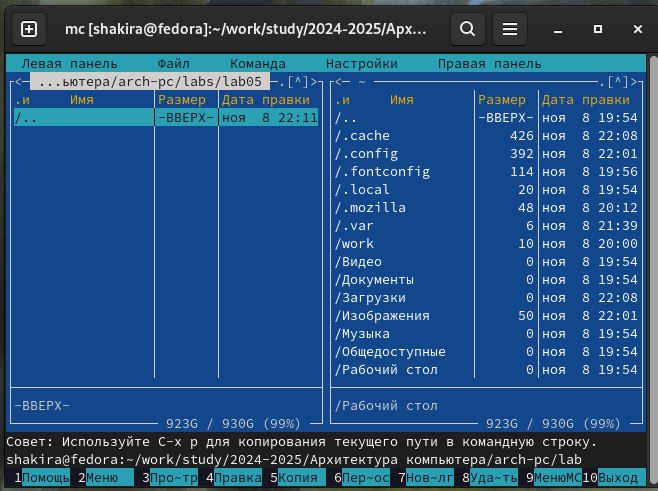 mc [shakira@fedora]:~/work/study/2024-2025/Арх...
Левая панель Файл Команда Настройки Правая панель
<─ ...ьютера/arch-pc/labs/lab05 ─.[^]>
.и Имя Размер Дата правки
/.. -ВВЕРХ- ноя 8 22:11
-ВВЕРХ-
923G / 930G (99%)
<─ ~ ─.[^]>
.и Имя Размер Дата правки
/.. -ВВЕРХ- ноя 8 19:54
/.cache 426 ноя 8 22:08
/.config 392 ноя 8 22:01
/.fontconfig 114 ноя 8 19:56
/.local 20 ноя 8 19:54
/.mozilla 48 ноя 8 20:12
/.var 6 ноя 8 21:39
/work 10 ноя 8 20:00
/Видео 0 ноя 8 19:54
/Документы 0 ноя 8 19:54
/Загрузки 0 ноя 8 22:08
/Изображения 50 ноя 8 22:01
/Музыка 0 ноя 8 19:54
/Общедоступные 0 ноя 8 19:54
/Рабочий стол 0 ноя 8 19:54
/Рабочий стол
923G / 930G (99%)
Совет: Используйте C-x p для копирования текущего пути в командную строку.
shakira@fedora:~/work/study/2024-2025/Архитектура компьютера/arch-pc/lab
1Помощь 2Меню 3Про~тр 4Правка 5Копия 6Пер~ос 7Нов~лг 8Уда~ть 9МенюMC 10Выход